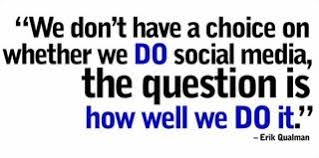 “We don’t have a choice on
whether we DO social media,
the question is
how well we DO it.”
– Erik Qualman